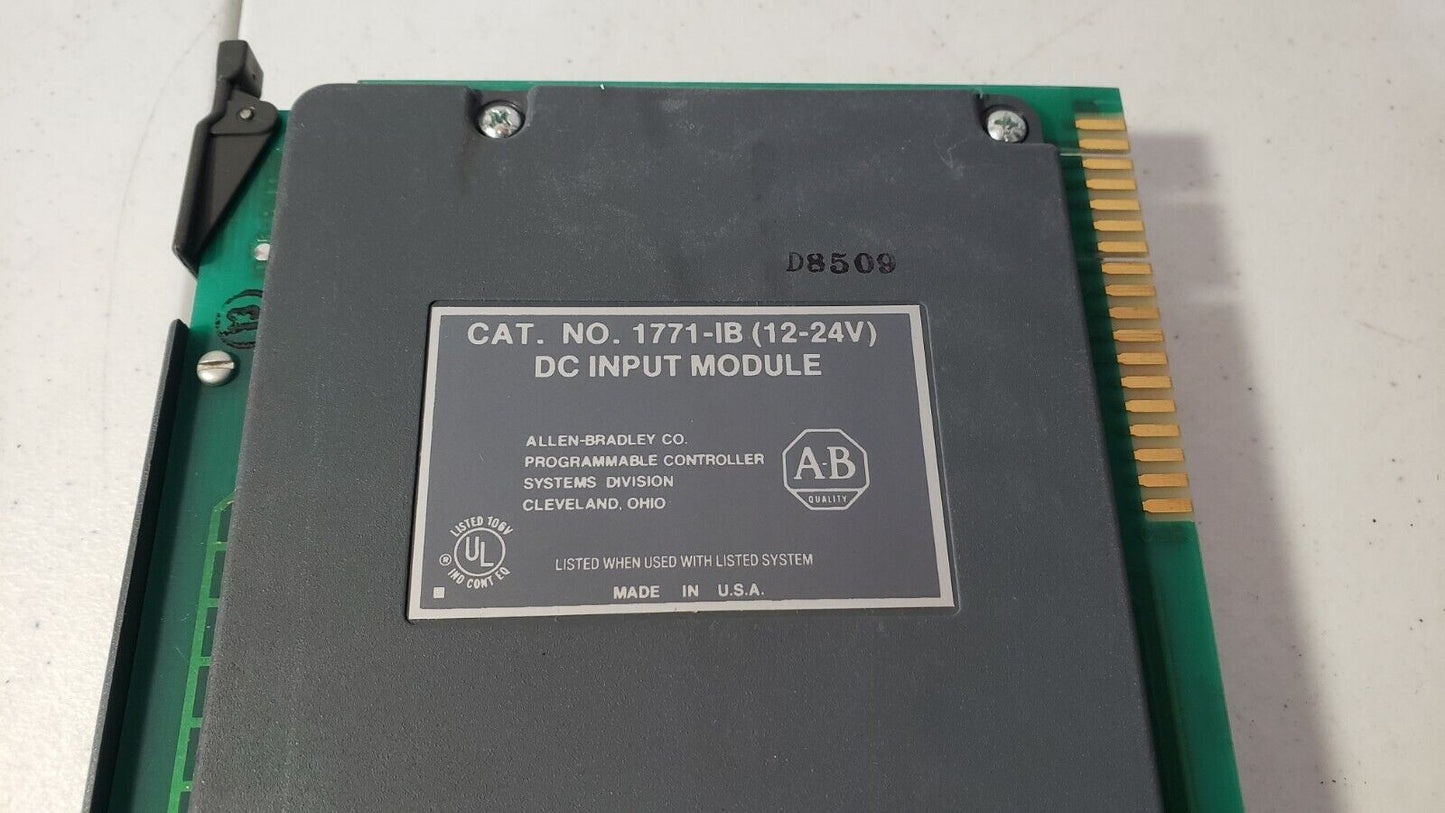 D8509
CAT. NO. 1771-IB (12-24V)
DC INPUT MODULE
ALLEN-BRADLEY CO.
PROGRAMMABLE CONTROLLER
SYSTEMS DIVISION
CLEVELAND, OHIO
A-B
QUALITY
LISTED 106V
UL
®
IND CONT EQ
LISTED WHEN USED WITH LISTED SYSTEM
MADE IN U.S.A.